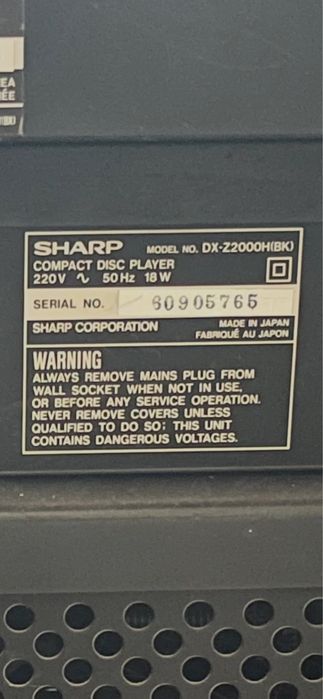 EA
ÉE
SHARP MODEL NO. DX-Z2000H(BK)
COMPACT DISC PLAYER
220V ∿ 50Hz 18W
SERIAL NO. 60905765
SHARP CORPORATION MADE IN JAPAN
FABRIQUÉ AU JAPON
WARNING
ALWAYS REMOVE MAINS PLUG FROM
WALL SOCKET WHEN NOT IN USE,
OR BEFORE ANY SERVICE OPERATION.
NEVER REMOVE COVERS UNLESS
QUALIFIED TO DO SO; THIS UNIT
CONTAINS DANGEROUS VOLTAGES.